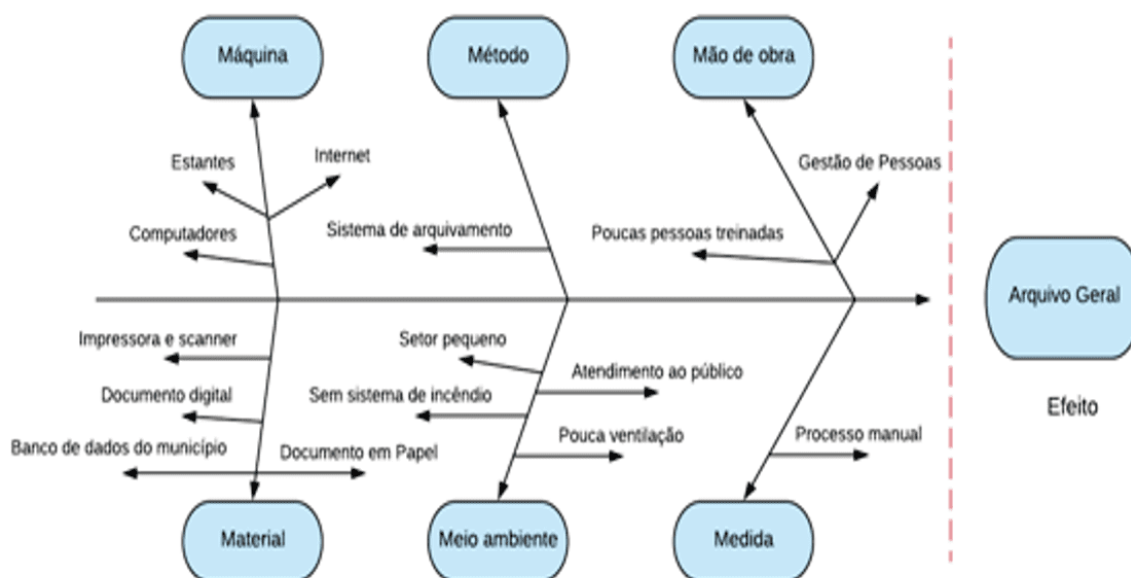 Máquina
Método
Mão de obra
Estantes
Internet
Gestão de Pessoas
Computadores
Sistema de arquivamento
Poucas pessoas treinadas
Arquivo Geral
Impressora e scanner
Setor pequeno
Atendimento ao público
Documento digital
Sem sistema de incêndio
Efeito
Banco de dados do município
Documento em Papel
Pouca ventilação
Processo manual
Material
Meio ambiente
Medida